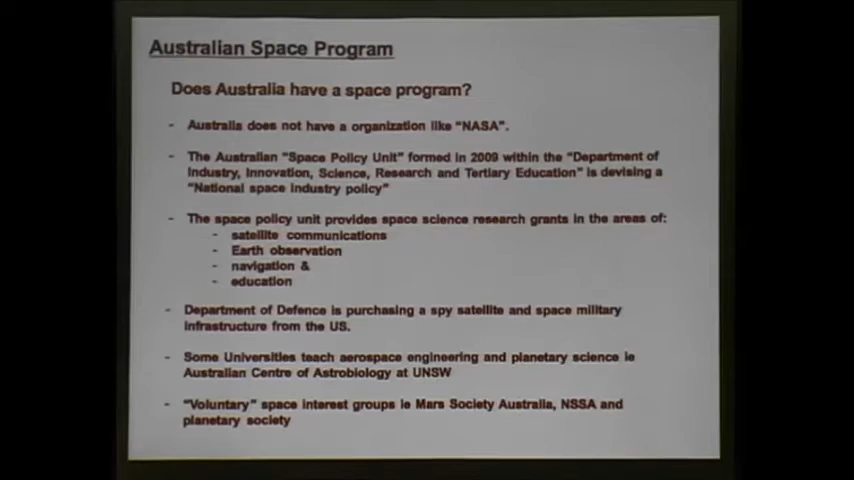 Australian Space Program
Does Australia have a space program?
- Australia does not have a organization like "NASA".
- The Australian "Space Policy Unit" formed in 2009 within the "Department of
Industry, Innovation, Science, Research and Tertiary Education" is devising a
"National space industry policy"
- The space policy unit provides space science research grants in the areas of:
- satellite communications
- Earth observation
- navigation &
- education
- Department of Defence is purchasing a spy satellite and space military
infrastructure from the US.
- Some Universities teach aerospace engineering and planetary science ie
Australian Centre of Astrobiology at UNSW
- "Voluntary" space interest groups ie Mars Society Australia, NSSA and
planetary society